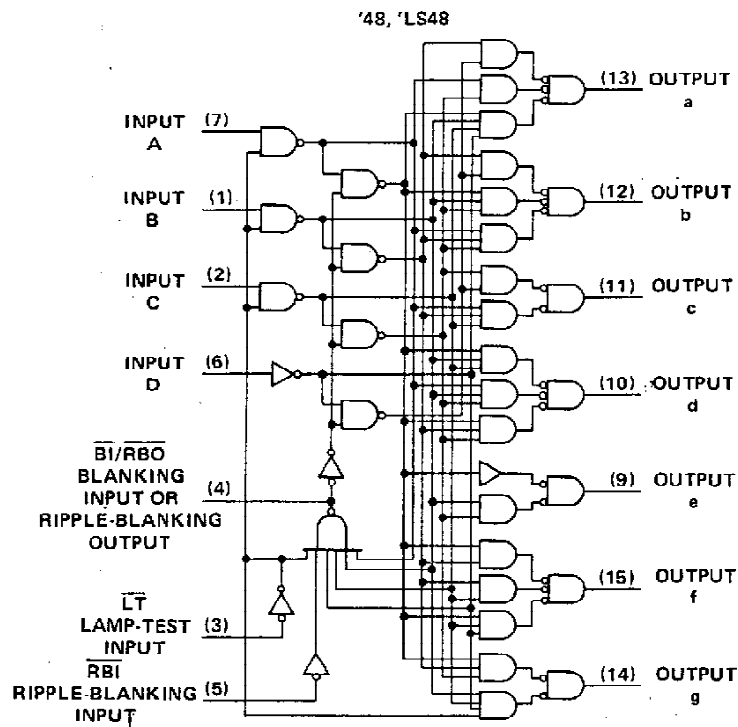 '48, 'LS48
(13) OUTPUT
a
INPUT (7)
A
(12) OUTPUT
b
INPUT (1)
B
INPUT (2)
C
(11) OUTPUT
c
INPUT (6)
D
(10) OUTPUT
d
BI/RBO
BLANKING
INPUT OR (4)
RIPPLE-BLANKING
OUTPUT
(9) OUTPUT
e
(15) OUTPUT
f
LT
LAMP-TEST (3)
INPUT
RBI
RIPPLE-BLANKING (5)
INPUT
(14) OUTPUT
g